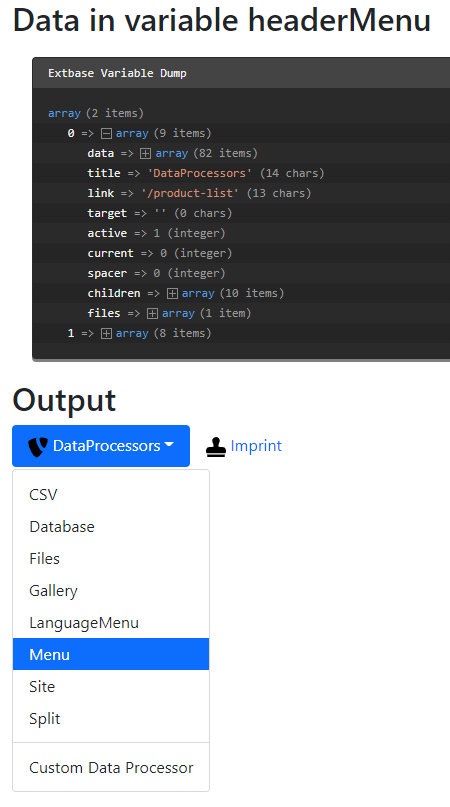 Data in variable headerMenu
Extbase Variable Dump
array (2 items)
0 => array (9 items)
data => array (82 items)
title => 'DataProcessors' (14 chars)
link => '/product-list' (13 chars)
target => '' (0 chars)
active => 1 (integer)
current => 0 (integer)
spacer => 0 (integer)
children => array (10 items)
files => array (1 item)
1 => array (8 items)
Output
DataProcessors Imprint
CSV
Database
Files
Gallery
LanguageMenu
Menu
Site
Split
Custom Data Processor